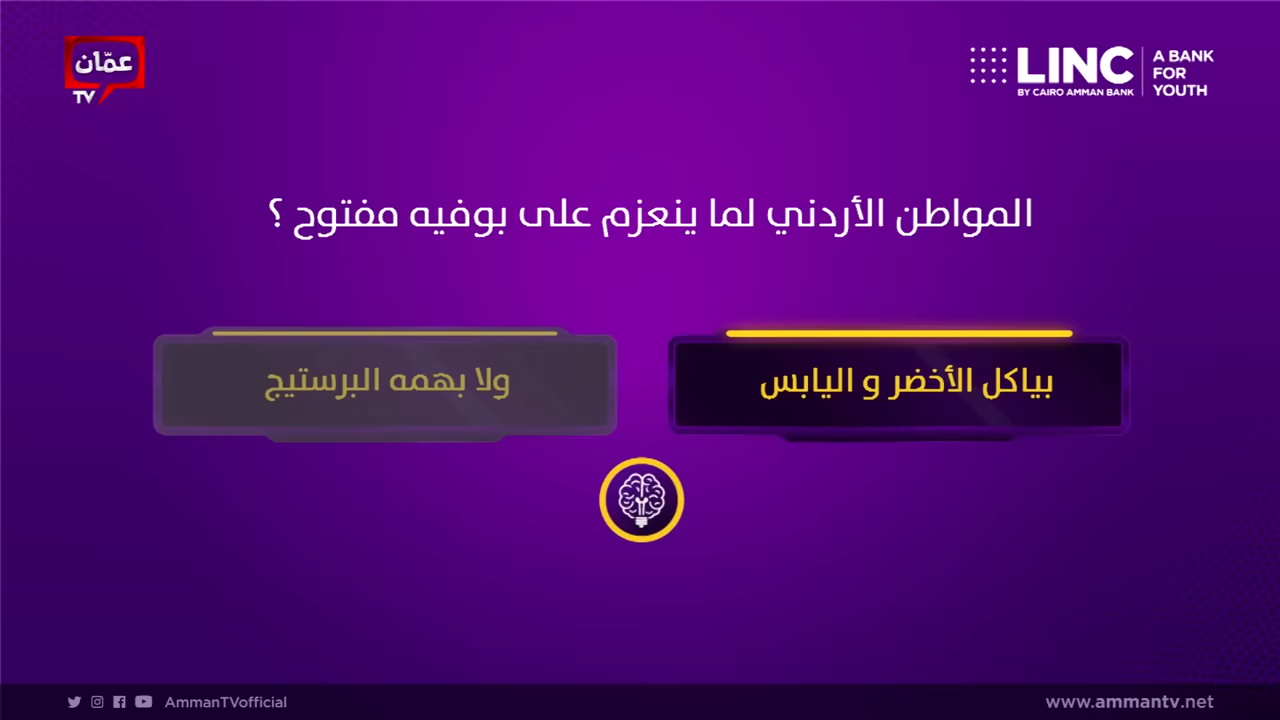 عمّان
TV
LINC
BY CAIRO AMMAN BANK
A BANK
FOR
YOUTH
المواطن الأردني لما ينعزم على بوفيه مفتوح ؟
بياكل الأخضر و اليابس
ولا بهمه البرستيج
AmmanTVofficial
www.ammantv.net